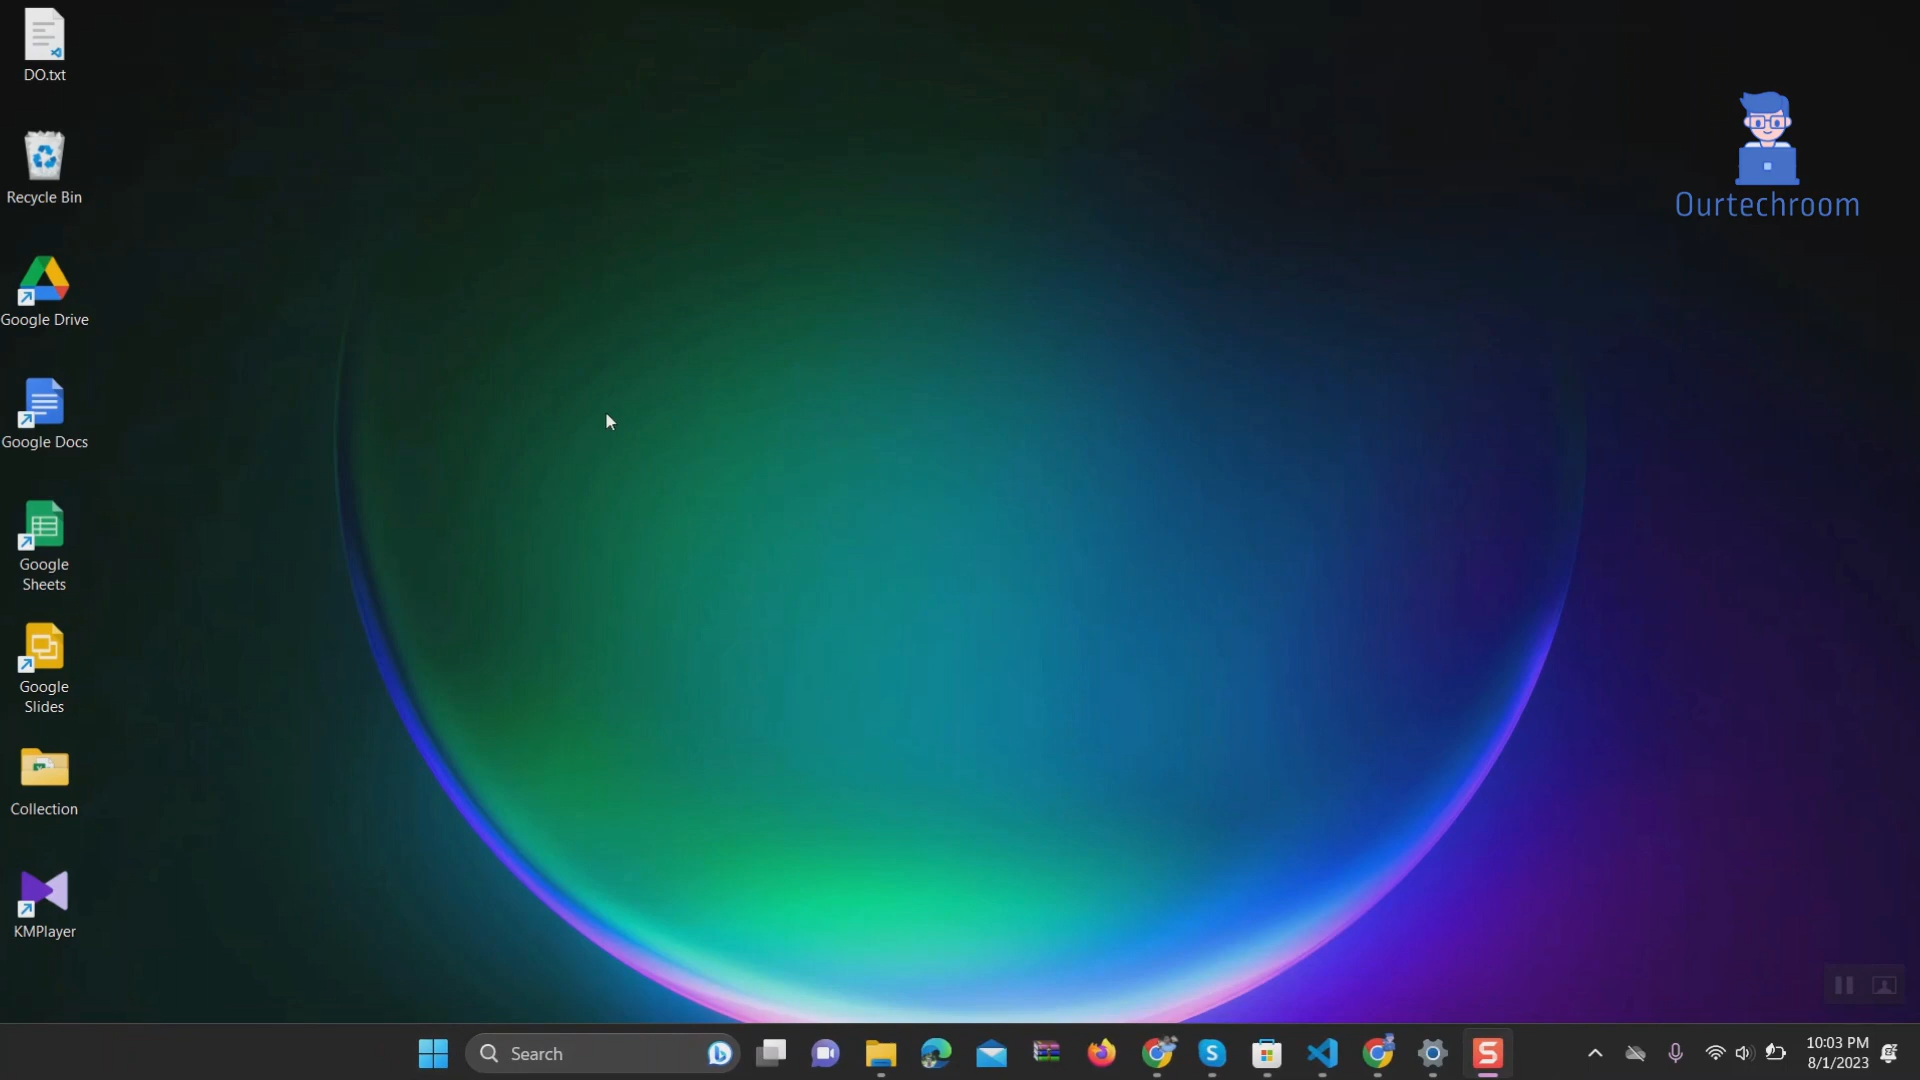 DO.txt
Recycle Bin
Google Drive
Google Docs
Google
Sheets
Google
Slides
Collection
KMPlayer
Ourtechroom
Search
10:03 PM
8/1/2023